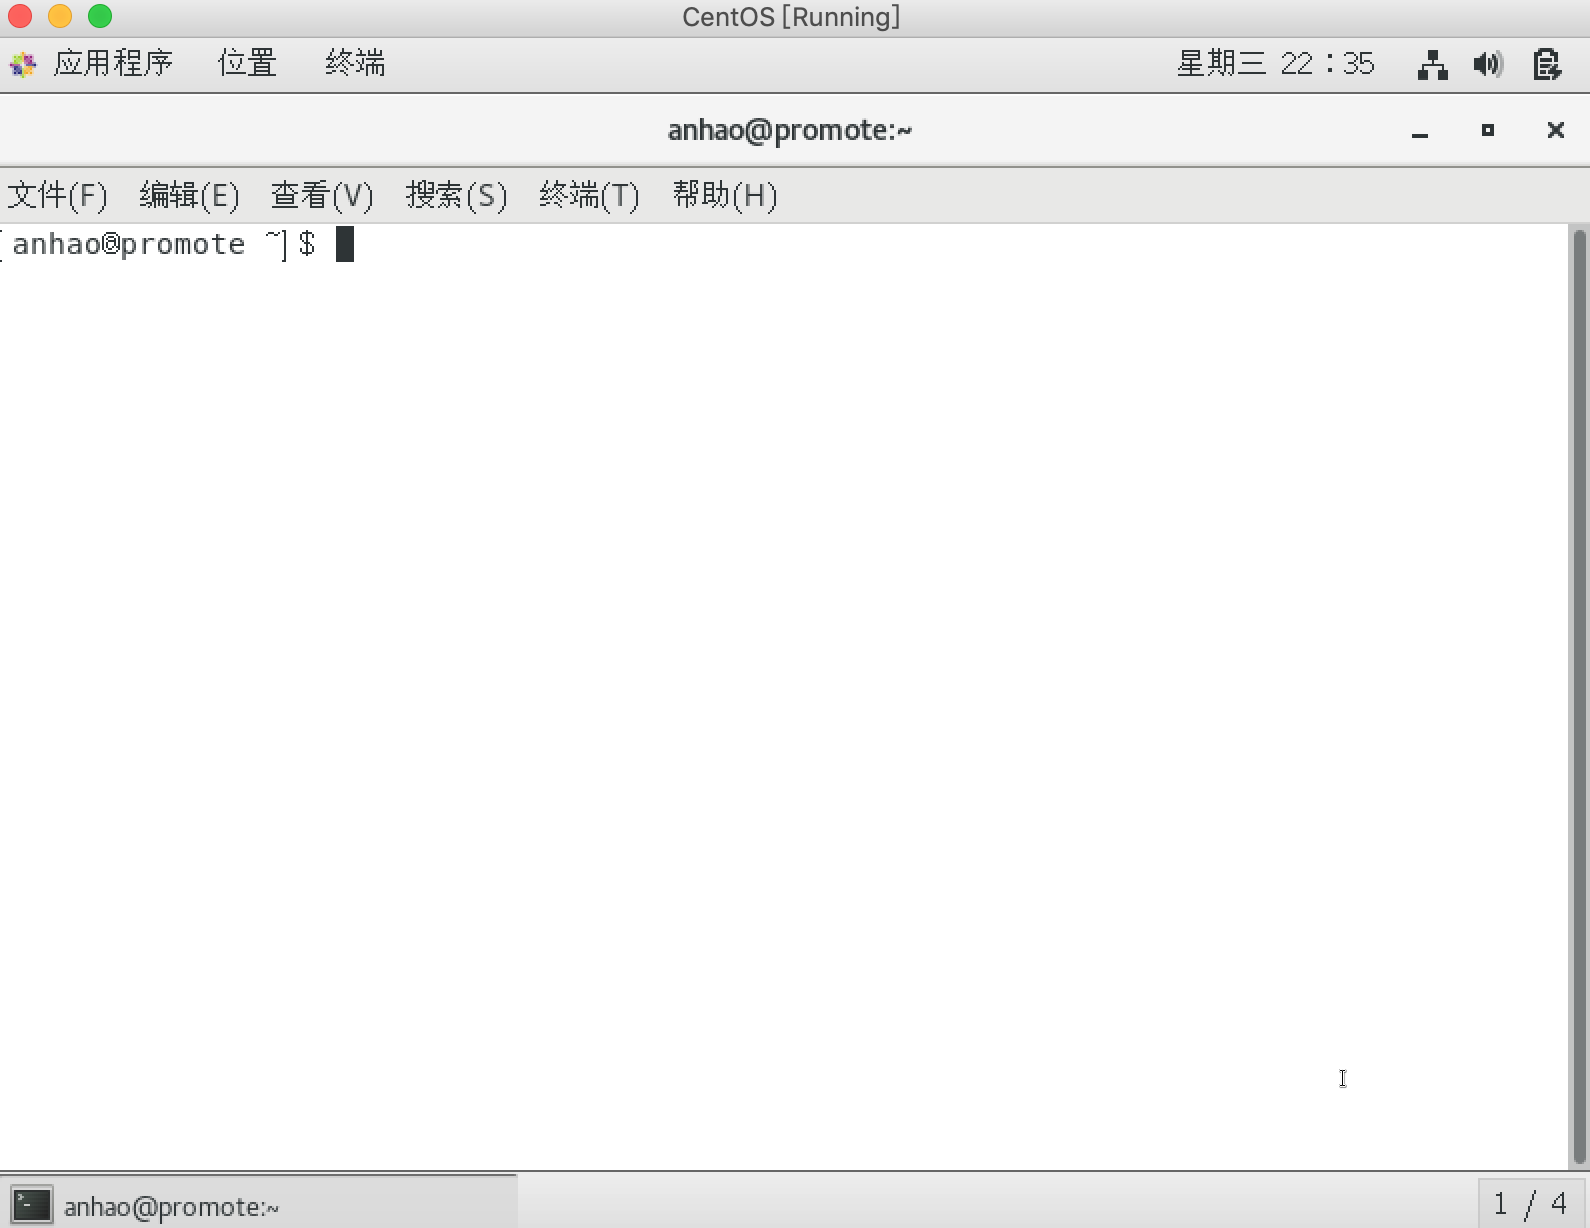 CentOS [Running]
应用程序 位置 终端 星期三 22：35
anhao@promote:~
文件(F) 编辑(E) 查看(V) 搜索(S) 终端(T) 帮助(H)
[anhao@promote ~]$
anhao@promote:~ 1 / 4